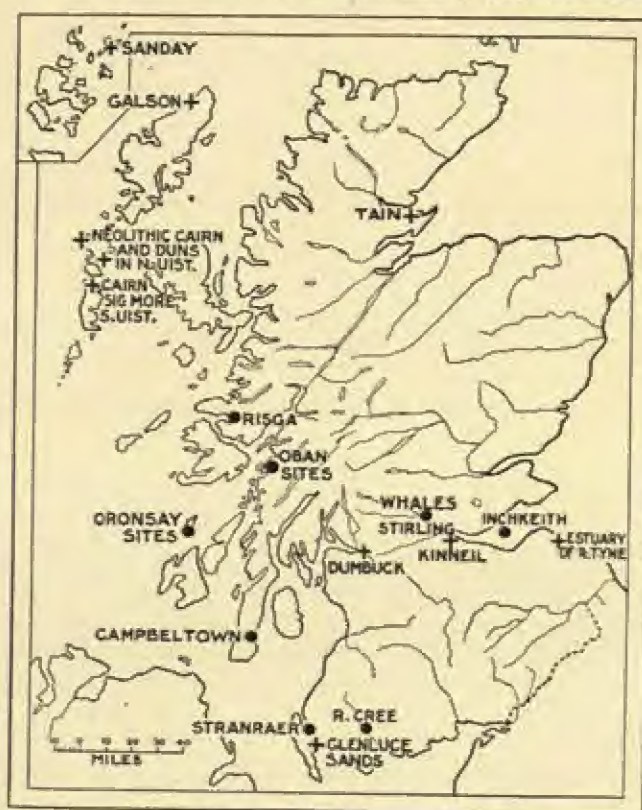 SANDAY
GALSON
TAIN
NEOLITHIC CAIRN
AND DUNS
IN N. UIST.
CAIRN
SIG MORE
S. UIST.
RISGA
OBAN
SITES
ORONSAY
SITES
WHALES
STIRLING
INCHKEITH
KINNEIL
ESTUARY
OF R. TYNE
DUMBUCK
CAMPBELTOWN
STRANRAER
R. CREE
GLENLUCE
SANDS
MILES